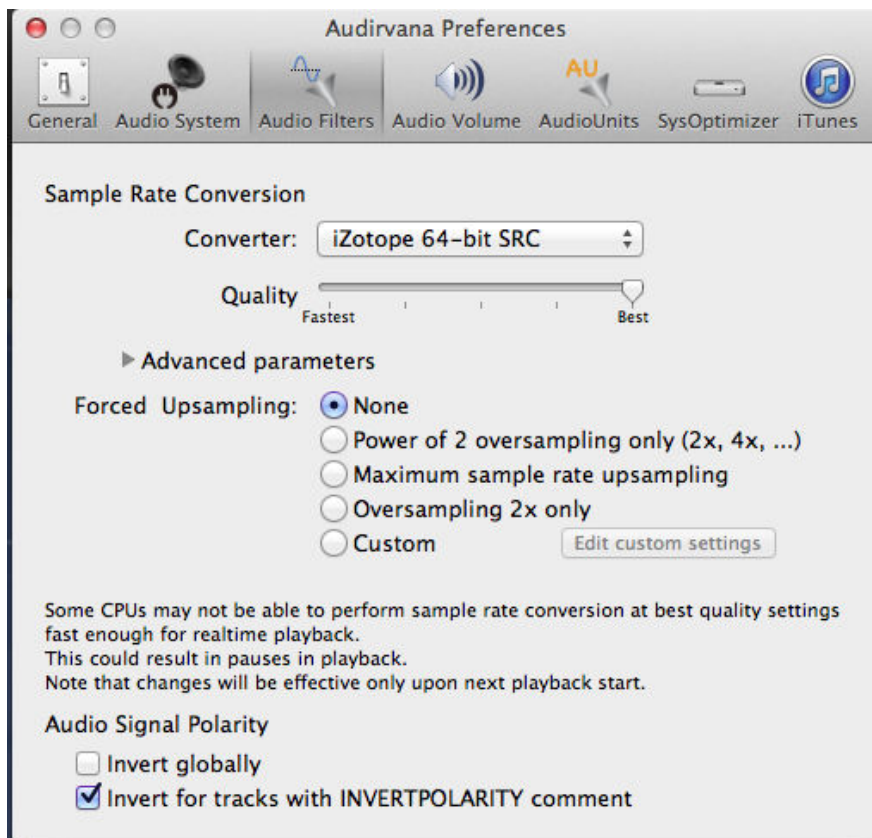 Audirvana Preferences
AU
General Audio System Audio Filters Audio Volume AudioUnits SysOptimizer iTunes
Sample Rate Conversion
Converter: iZotope 64-bit SRC
Quality
Fastest Best
Advanced parameters
Forced Upsampling: None
Power of 2 oversampling only (2x, 4x, ...)
Maximum sample rate upsampling
Oversampling 2x only
Custom Edit custom settings
Some CPUs may not be able to perform sample rate conversion at best quality settings
fast enough for realtime playback.
This could result in pauses in playback.
Note that changes will be effective only upon next playback start.
Audio Signal Polarity
Invert globally
Invert for tracks with INVERTPOLARITY comment